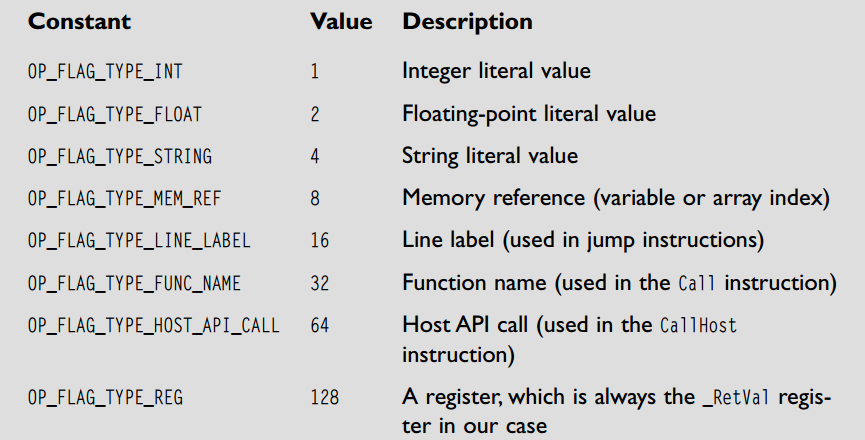 Constant Value Description
OP_FLAG_TYPE_INT 1 Integer literal value
OP_FLAG_TYPE_FLOAT 2 Floating-point literal value
OP_FLAG_TYPE_STRING 4 String literal value
OP_FLAG_TYPE_MEM_REF 8 Memory reference (variable or array index)
OP_FLAG_TYPE_LINE_LABEL 16 Line label (used in jump instructions)
OP_FLAG_TYPE_FUNC_NAME 32 Function name (used in the Call instruction)
OP_FLAG_TYPE_HOST_API_CALL 64 Host API call (used in the CallHost
instruction)
OP_FLAG_TYPE_REG 128 A register, which is always the _RetVal regis-
ter in our case